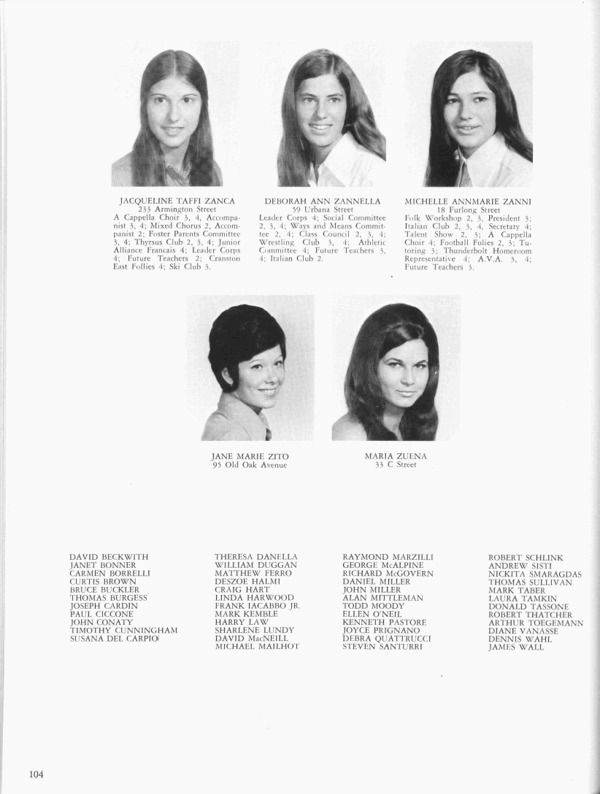 JACQUELINE TAFFI ZANCA
233 Armington Street
A Cappella Choir 3, 4, Accompa-
nist 3, 4; Mixed Chorus 2, Accom-
panist 2; Foster Parents Committee
3, 4; Thyrsus Club 2, 3, 4; Junior
Alliance Francais 4; Leader Corps
4; Future Teachers 2; Cranston
East Follies 4; Ski Club 3.
DEBORAH ANN ZANNELLA
59 Urbana Street
Leader Corps 4; Social Committee
2, 3, 4; Ways and Means Commit-
tee 2, 4; Class Council 2, 3, 4;
Wrestling Club 3, 4; Athletic
Committee 4; Future Teachers 3,
4; Italian Club 2.
MICHELLE ANNMARIE ZANNI
18 Furlong Street
Folk Workshop 2, 3, President 3;
Italian Club 2, 3, 4, Secretary 4;
Talent Show 2, 3; A Cappella
Choir 4; Football Folies 2, 3; Tu-
toring 3; Thunderbolt Homeroom
Representative 4; A.V.A. 3, 4;
Future Teachers 3.
JANE MARIE ZITO
95 Old Oak Avenue
MARIA ZUENA
33 C Street
DAVID BECKWITH
JANET BONNER
CARMEN BORRELLI
CURTIS BROWN
BRUCE BUCKLER
THOMAS BURGESS
JOSEPH CARDIN
PAUL CICCONE
JOHN CONATY
TIMOTHY CUNNINGHAM
SUSANA DEL CARPIO
THERESA DANELLA
WILLIAM DUGGAN
MATTHEW FERRO
DESZOE HALMI
CRAIG HART
LINDA HARWOOD
FRANK IACABBO JR.
MARK KEMBLE
HARRY LAW
SHARLENE LUNDY
DAVID MacNEILL
MICHAEL MAILHOT
RAYMOND MARZILLI
GEORGE McALPINE
RICHARD McGOVERN
DANIEL MILLER
JOHN MILLER
ALAN MITTLEMAN
TODD MOODY
ELLEN O'NEIL
KENNETH PASTORE
JOYCE PRIGNANO
DEBRA QUATTRUCCI
STEVEN SANTURRI
ROBERT SCHLINK
ANDREW SISTI
NICKITA SMARAGDAS
THOMAS SULLIVAN
MARK TABER
LAURA TAMKIN
DONALD TASSONE
ROBERT THATCHER
ARTHUR TOEGEMANN
DIANE VANASSE
DENNIS WAHL
JAMES WALL
104